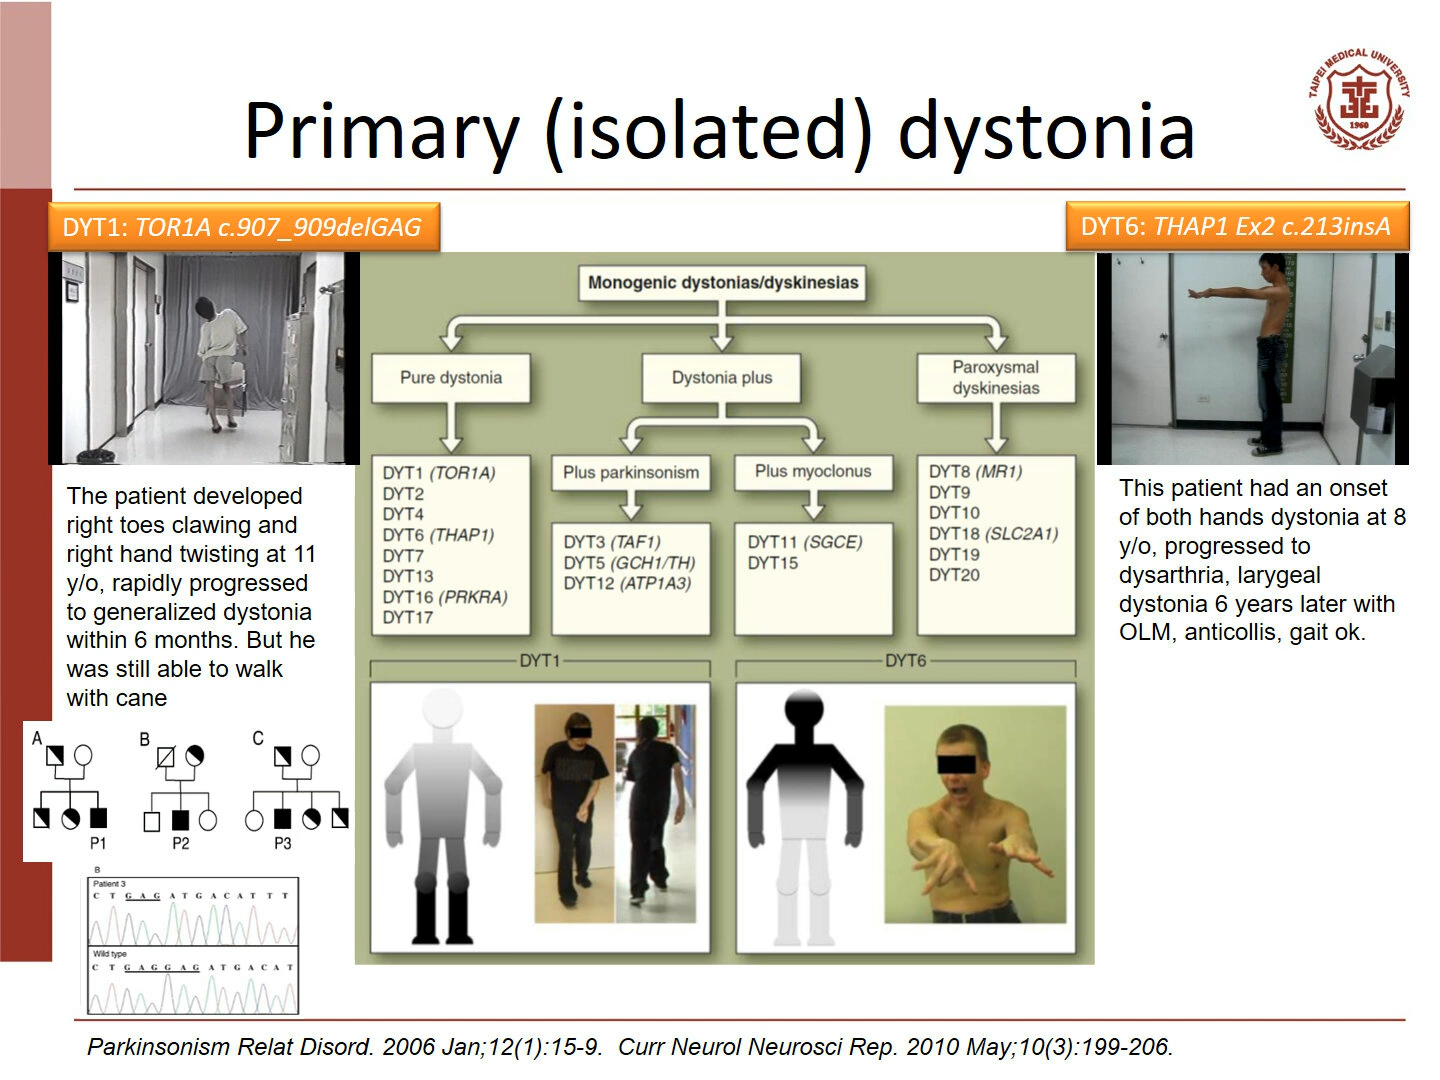 Primary (isolated) dystonia
TAIPEI MEDICAL UNIVERSITY
1960
DYT1: TOR1A c.907_909delGAG
DYT6: THAP1 Ex2 c.213insA
The patient developed
right toes clawing and
right hand twisting at 11
y/o, rapidly progressed
to generalized dystonia
within 6 months. But he
was still able to walk
with cane
A
B
C
P1
P2
P3
B
Patient 3
C T G A G A T G A C A T T T
Wild type
C T G A G G A G A T G A C A T
Monogenic dystonias/dyskinesias
Pure dystonia
Dystonia plus
Paroxysmal
dyskinesias
DYT1 (TOR1A)
DYT2
DYT4
DYT6 (THAP1)
DYT7
DYT13
DYT16 (PRKRA)
DYT17
Plus parkinsonism
DYT3 (TAF1)
DYT5 (GCH1/TH)
DYT12 (ATP1A3)
Plus myoclonus
DYT11 (SGCE)
DYT15
DYT8 (MR1)
DYT9
DYT10
DYT18 (SLC2A1)
DYT19
DYT20
DYT1
DYT6
This patient had an onset
of both hands dystonia at 8
y/o, progressed to
dysarthria, larygeal
dystonia 6 years later with
OLM, anticollis, gait ok.
Parkinsonism Relat Disord. 2006 Jan;12(1):15-9. Curr Neurol Neurosci Rep. 2010 May;10(3):199-206.